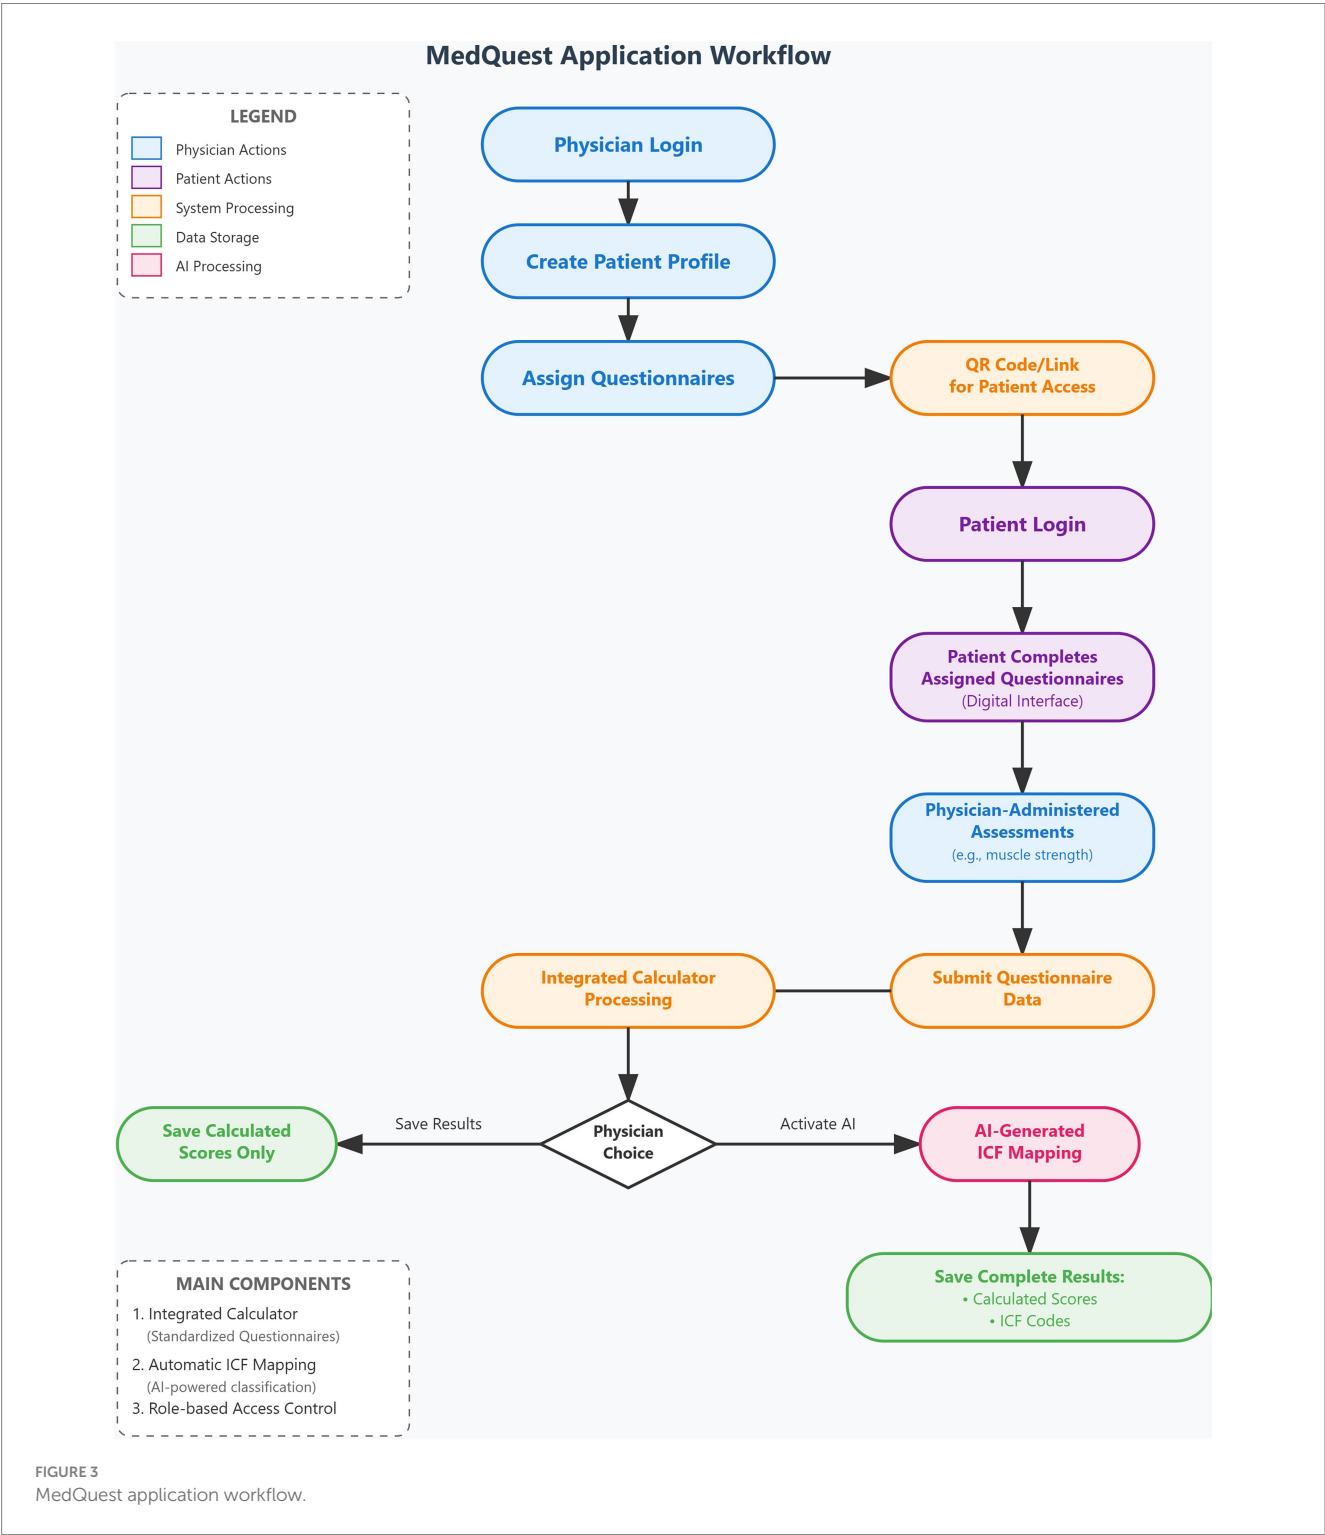 MedQuest Application Workflow
LEGEND
Physician Actions
Patient Actions
System Processing
Data Storage
AI Processing
Physician Login
Create Patient Profile
Assign Questionnaires
QR Code/Link
for Patient Access
Patient Login
Patient Completes
Assigned Questionnaires
(Digital Interface)
Physician-Administered
Assessments
(e.g., muscle strength)
Submit Questionnaire
Data
Integrated Calculator
Processing
Physician
Choice
Save Results
Activate AI
Save Calculated
Scores Only
AI-Generated
ICF Mapping
Save Complete Results:
• Calculated Scores
• ICF Codes
MAIN COMPONENTS
1. Integrated Calculator
(Standardized Questionnaires)
2. Automatic ICF Mapping
(AI-powered classification)
3. Role-based Access Control
FIGURE 3
MedQuest application workflow.